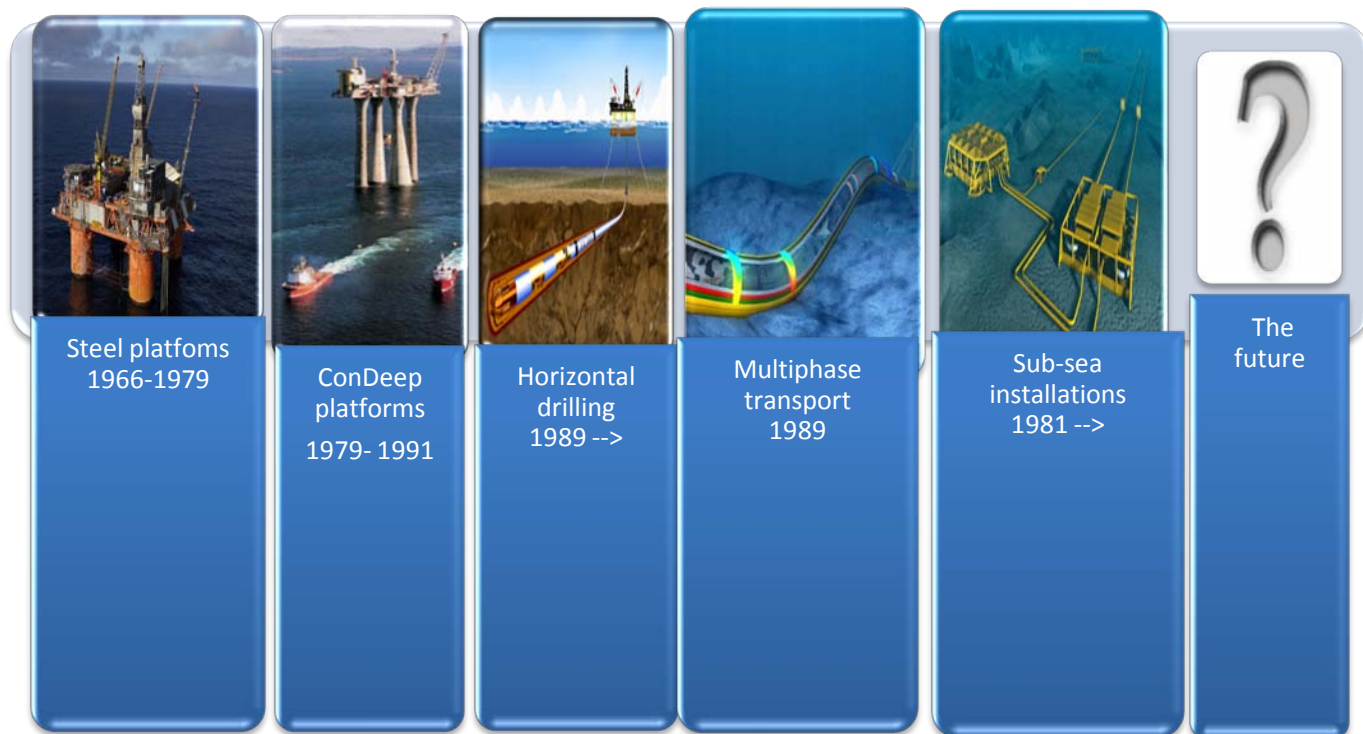 Steel platfoms
1966-1979
ConDeep
platforms
1979- 1991
Horizontal
drilling
1989 -->
Multiphase
transport
1989
Sub-sea
installations
1981 -->
?
The
future